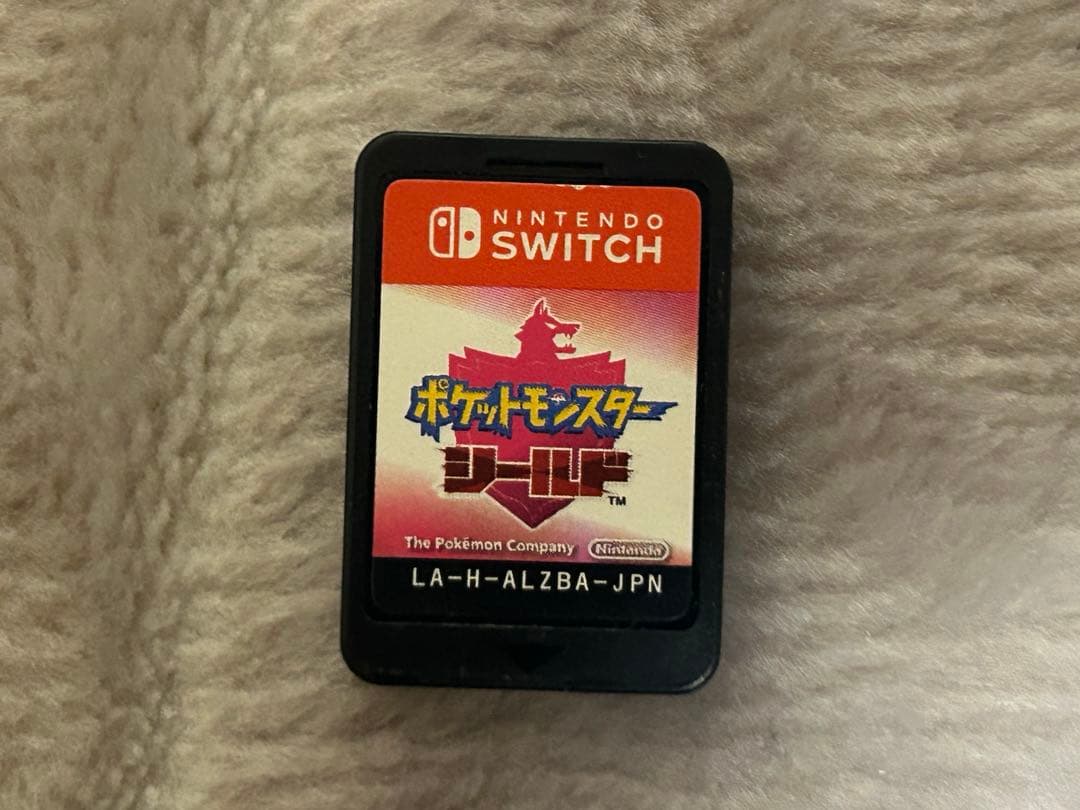 NINTENDO
SWITCH
ポケットモンスター
シールド
TM
The Pokémon Company Nintendo
LA-H-ALZBA-JPN